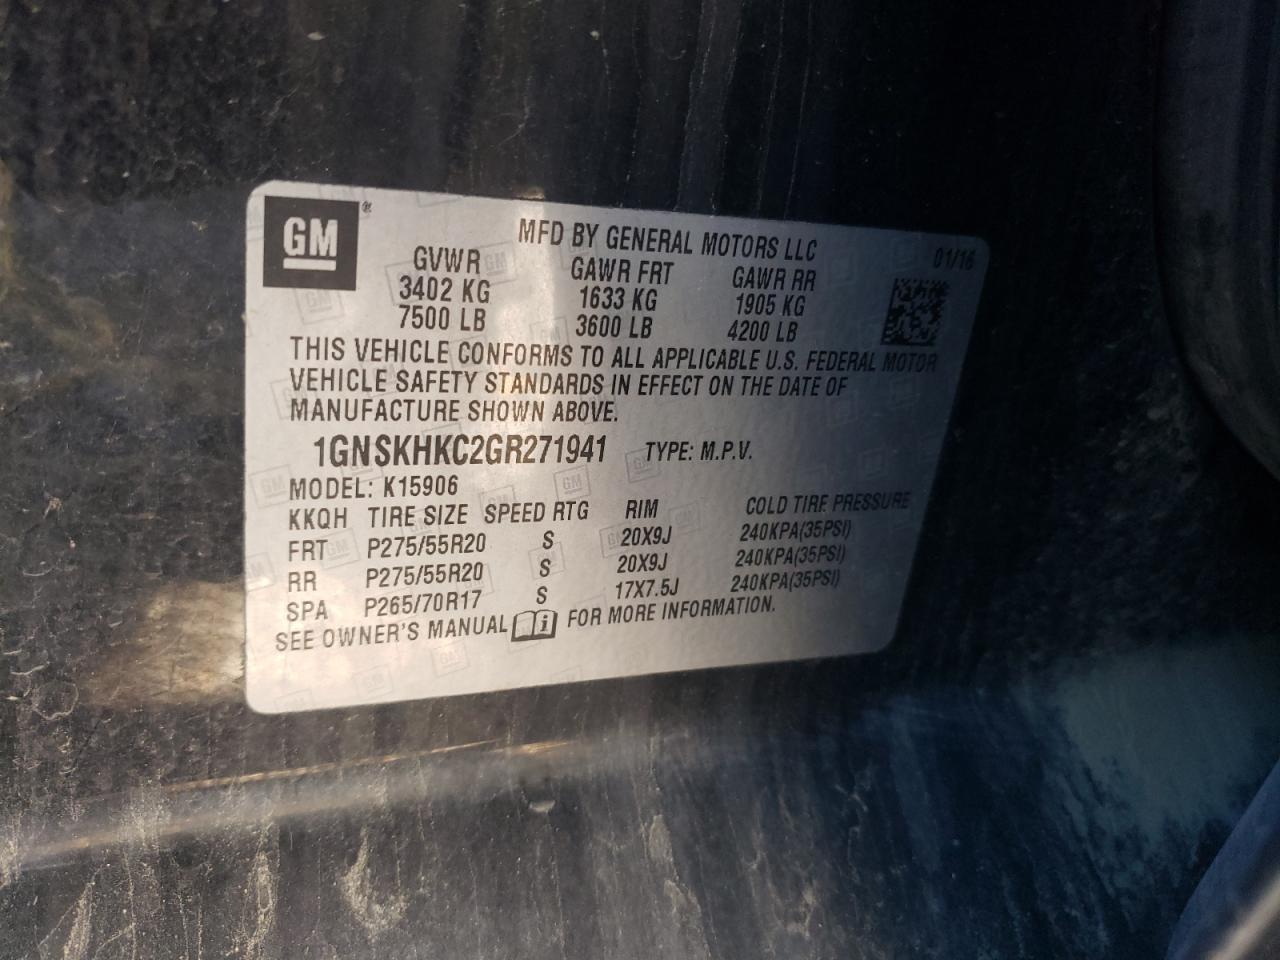 GM ®
MFD BY GENERAL MOTORS LLC
01/16
GVWR GAWR FRT GAWR RR
3402 KG 1633 KG 1905 KG
7500 LB 3600 LB 4200 LB
THIS VEHICLE CONFORMS TO ALL APPLICABLE U.S. FEDERAL MOTOR
VEHICLE SAFETY STANDARDS IN EFFECT ON THE DATE OF
MANUFACTURE SHOWN ABOVE.
1GNSKHKC2GR271941 TYPE: M.P.V.
MODEL: K15906
KKQH TIRE SIZE SPEED RTG RIM COLD TIRE PRESSURE
FRT P275/55R20 S 20X9J 240KPA(35PSI)
RR P275/55R20 S 20X9J 240KPA(35PSI)
SPA P265/70R17 S 17X7.5J 240KPA(35PSI)
SEE OWNER'S MANUAL i FOR MORE INFORMATION.